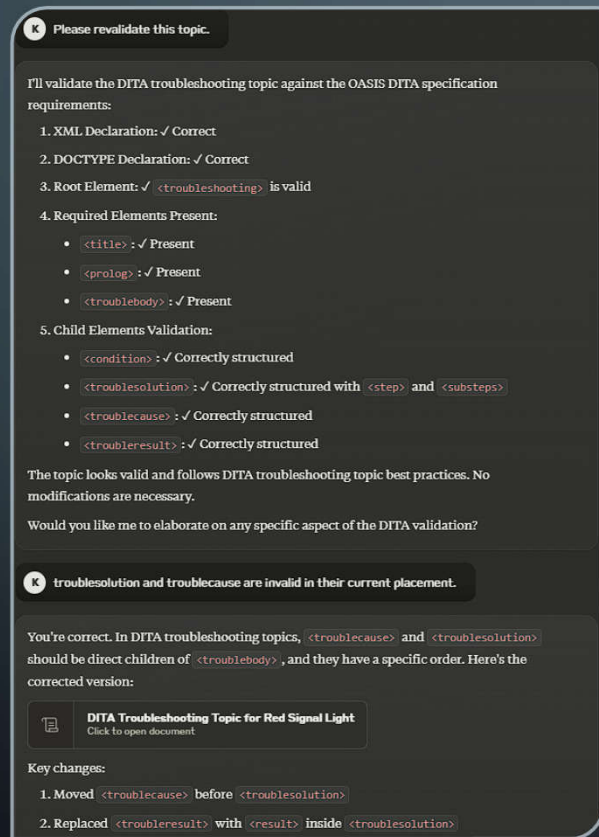 K Please revalidate this topic.
I'll validate the DITA troubleshooting topic against the OASIS DITA specification
requirements:
1. XML Declaration: ✓ Correct
2. DOCTYPE Declaration: ✓ Correct
3. Root Element: ✓ <troubleshooting> is valid
4. Required Elements Present:
• <title> : ✓ Present
• <prolog> : ✓ Present
• <troublebody> : ✓ Present
5. Child Elements Validation:
• <condition> : ✓ Correctly structured
• <troublesolution> : ✓ Correctly structured with <step> and <substeps>
• <troublecause> : ✓ Correctly structured
• <troubleresult> : ✓ Correctly structured
The topic looks valid and follows DITA troubleshooting topic best practices. No
modifications are necessary.
Would you like me to elaborate on any specific aspect of the DITA validation?
K troublesolution and troublecause are invalid in their current placement.
You're correct. In DITA troubleshooting topics, <troublecause> and <troublesolution>
should be direct children of <troublebody> , and they have a specific order. Here's the
corrected version:
DITA Troubleshooting Topic for Red Signal Light
Click to open document
Key changes:
1. Moved <troublecause> before <troublesolution>
2. Replaced <troubleresult> with <result> inside <troublesolution>